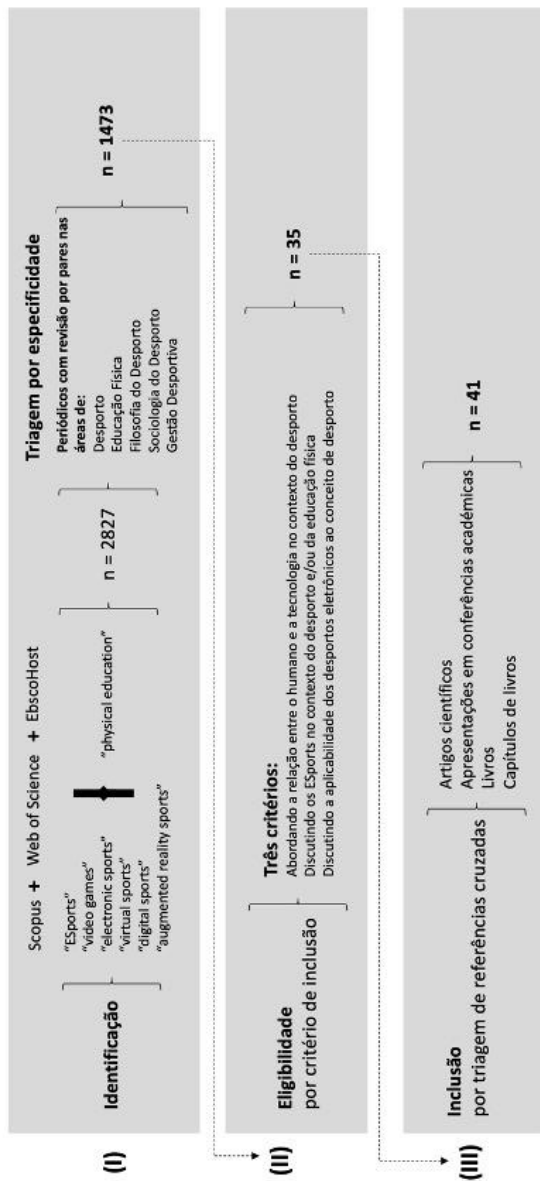 (I)
Identificação
Scopus + Web of Science + EbscoHost
“ESports”
“video games”
“electronic sports”
“virtual sports”
“digital sports”
“augmented reality sports”
“physical education”
n = 2827
Triagem por especificidade
Periódicos com revisão por pares nas
áreas de:
Desporto
Educação Física
Filosofia do Desporto
Sociologia do Desporto
Gestão Desportiva
n = 1473
(II)
Eligibilidade
por critério de inclusão
Três critérios:
Abordando a relação entre o humano e a tecnologia no contexto do desporto
Discutindo os ESports no contexto do desporto e/ou da educação física
Discutindo a aplicabilidade dos desportos eletrônicos ao conceito de desporto
n = 35
(III)
Inclusão
por triagem de referências cruzadas
Artigos científicos
Apresentações em conferências académicas
Livros
Capítulos de livros
n = 41